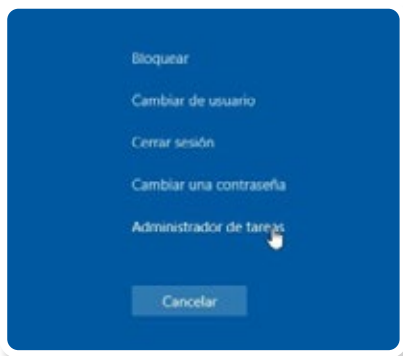 Bloquear
Cambiar de usuario
Cerrar sesión
Cambiar una contraseña
Administrador de tareas
Cancelar